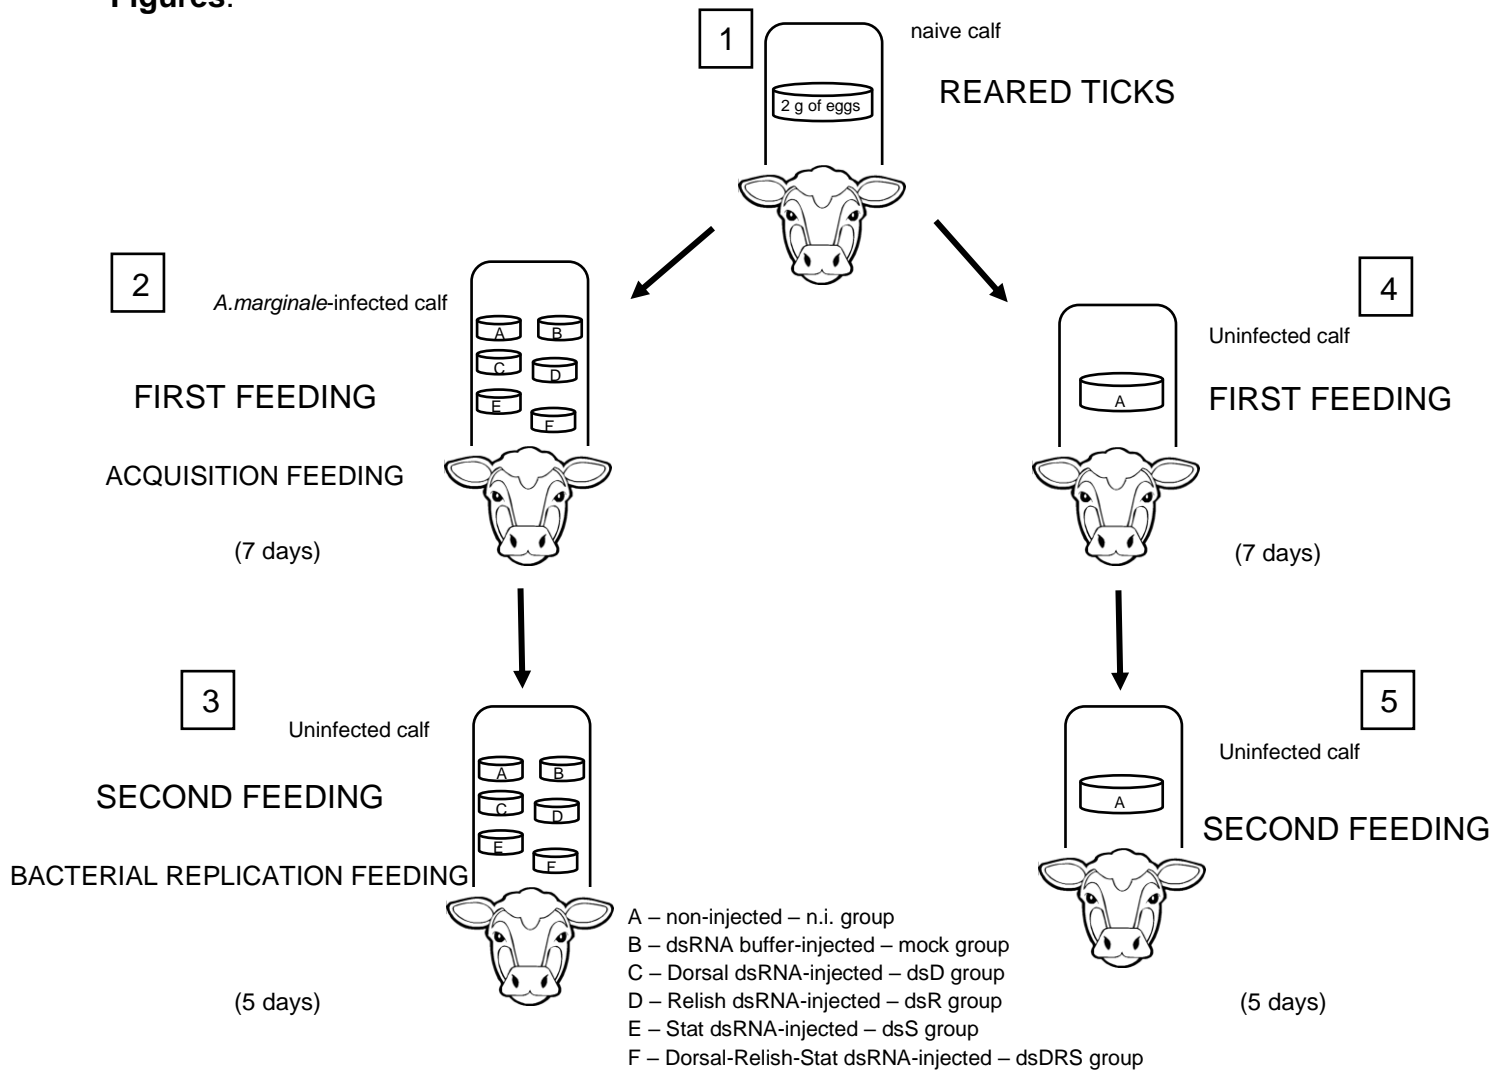 Figures.
1
naive calf
REARED TICKS
2 g of eggs
2
A.marginale-infected calf
FIRST FEEDING
ACQUISITION FEEDING
(7 days)
A
B
C
D
E
F
4
Uninfected calf
FIRST FEEDING
A
(7 days)
3
Uninfected calf
SECOND FEEDING
BACTERIAL REPLICATION FEEDING
(5 days)
A
B
C
D
E
F
5
Uninfected calf
SECOND FEEDING
A
(5 days)
A – non-injected – n.i. group
B – dsRNA buffer-injected – mock group
C – Dorsal dsRNA-injected – dsD group
D – Relish dsRNA-injected – dsR group
E – Stat dsRNA-injected – dsS group
F – Dorsal-Relish-Stat dsRNA-injected – dsDRS group